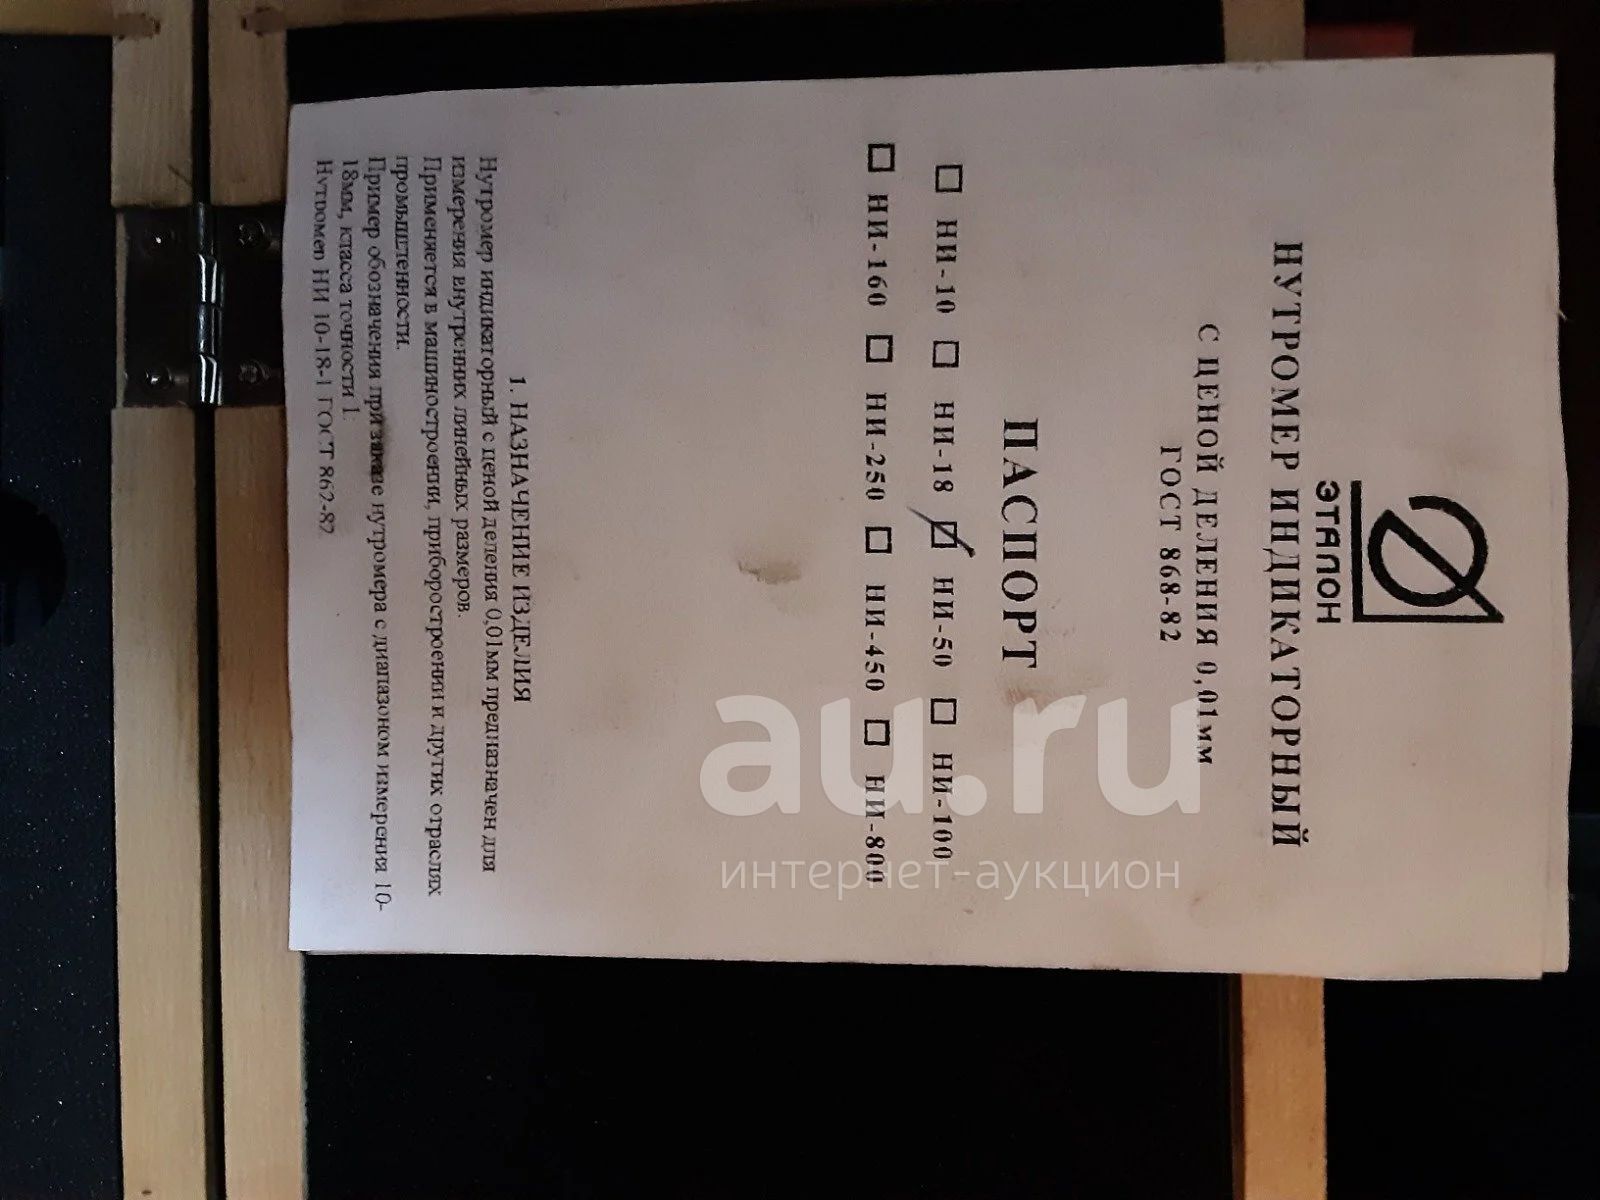 ЭТАЛОН
НУТРОМЕР ИНДИКАТОРНЫЙ
С ЦЕНОЙ ДЕЛЕНИЯ 0,01мм
ГОСТ 868-82
ПАСПОРТ
☐ НИ-10 ☐ НИ-18 ☑ НИ-50 ☐ НИ-100
☐ НИ-160 ☐ НИ-250 ☐ НИ-450 ☐ НИ-800
1. НАЗНАЧЕНИЕ ИЗДЕЛИЯ
Нутромер индикаторный с ценой деления 0,01мм предназначен для
измерения внутренних линейных размеров.
Применяется в машиностроении, приборостроении и других отраслях
промышленности.
Пример обозначения при заказе нутромера с диапазоном измерения 10-
18мм, класса точности 1.
Нутромер НИ 10-18-1 ГОСТ 862-82
au.ru
интернет-аукцион